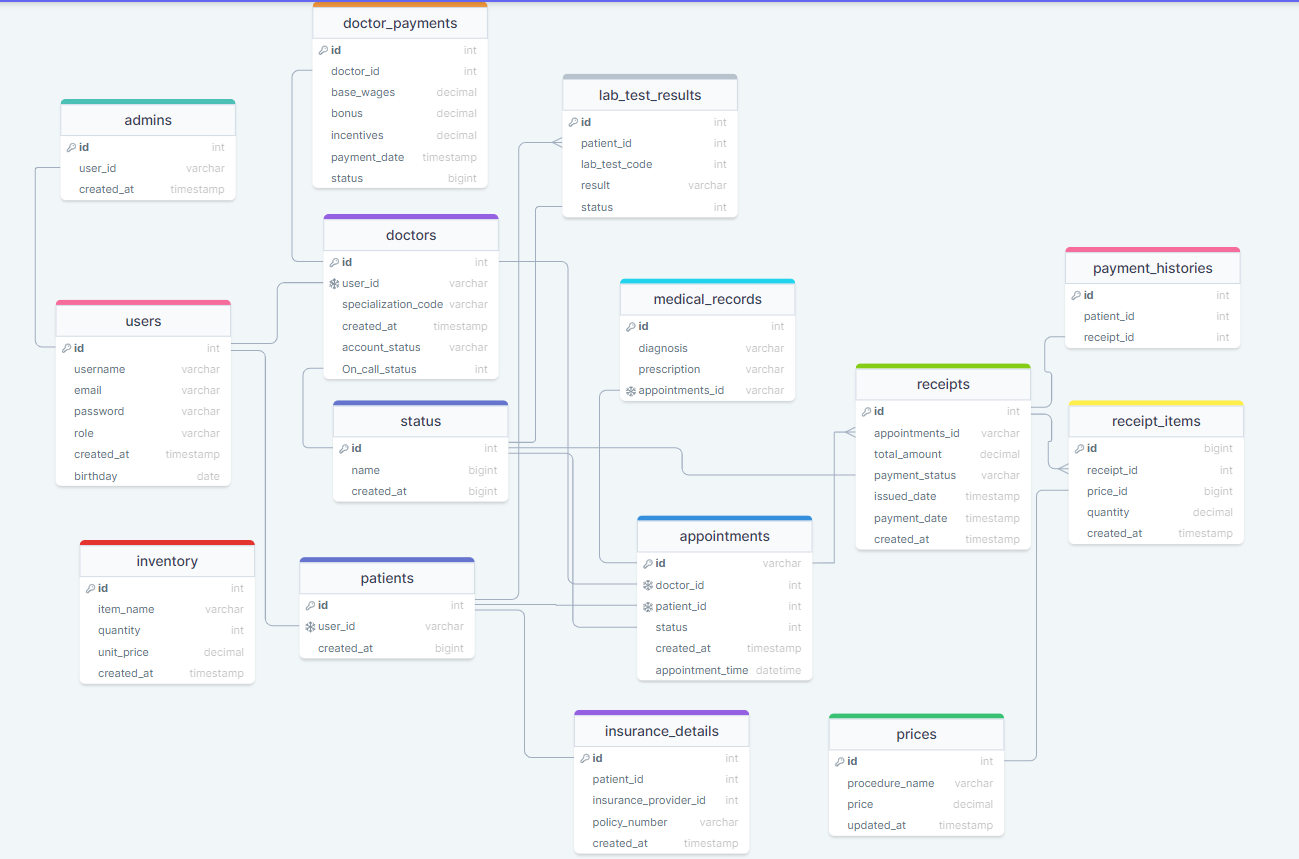 doctor_payments
id int
doctor_id int
base_wages decimal
bonus decimal
incentives decimal
payment_date timestamp
status bigint
lab_test_results
id int
patient_id int
lab_test_code int
result varchar
status int
admins
id int
user_id varchar
created_at timestamp
doctors
id int
user_id varchar
specialization_code varchar
created_at timestamp
account_status varchar
On_call_status int
payment_histories
id int
patient_id int
receipt_id int
medical_records
id int
diagnosis varchar
prescription varchar
appointments_id varchar
users
id int
username varchar
email varchar
password varchar
role varchar
created_at timestamp
birthday date
receipts
id int
appointments_id varchar
total_amount decimal
payment_status varchar
issued_date timestamp
payment_date timestamp
created_at timestamp
status
id int
name bigint
created_at bigint
receipt_items
id bigint
receipt_id int
price_id bigint
quantity decimal
created_at timestamp
appointments
id varchar
doctor_id int
patient_id int
status int
created_at timestamp
appointment_time datetime
inventory
id int
item_name varchar
quantity int
unit_price decimal
created_at timestamp
patients
id int
user_id varchar
created_at bigint
insurance_details
id int
patient_id int
insurance_provider_id int
policy_number varchar
created_at timestamp
prices
id int
procedure_name varchar
price decimal
updated_at timestamp